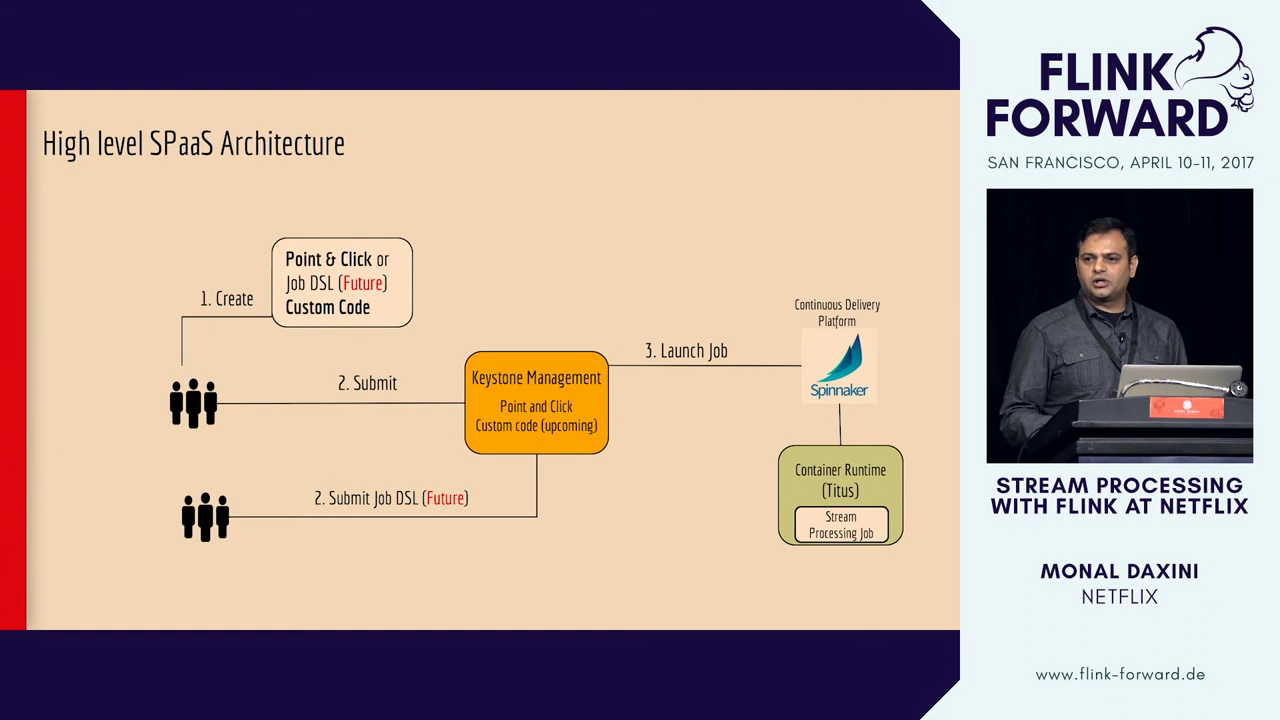 High level SPaaS Architecture
Point & Click or
Job DSL (Future)
Custom Code
1. Create
2. Submit
Keystone Management
Point and Click
Custom code (upcoming)
2. Submit Job DSL (Future)
3. Launch Job
Continuous Delivery
Platform
Spinnaker
Container Runtime
(Titus)
Stream
Processing Job
FLINK
FORWARD
SAN FRANCISCO, APRIL 10-11, 2017
STREAM PROCESSING
WITH FLINK AT NETFLIX
MONAL DAXINI
NETFLIX
www.flink-forward.de